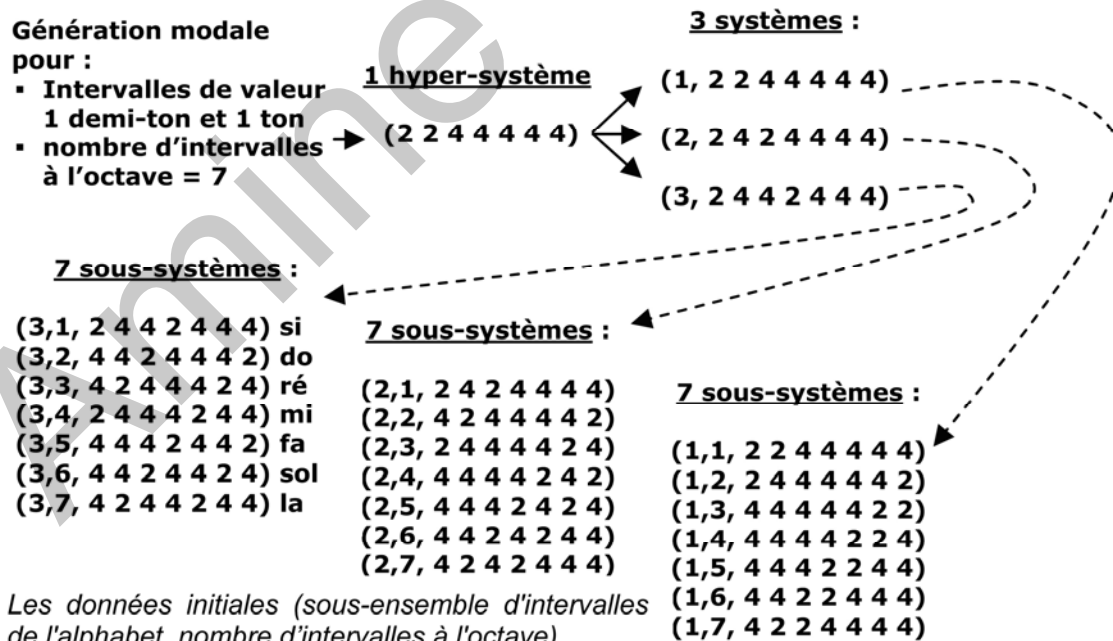 Génération modale
pour :
▪ Intervalles de valeur
1 demi-ton et 1 ton
▪ nombre d'intervalles
à l'octave = 7
1 hyper-système
(2 2 4 4 4 4 4)
3 systèmes :
(1, 2 2 4 4 4 4 4)
(2, 2 4 2 4 4 4 4)
(3, 2 4 4 2 4 4 4)
7 sous-systèmes :
(3,1, 2 4 4 2 4 4 4) si
(3,2, 4 4 2 4 4 4 2) do
(3,3, 4 2 4 4 4 2 4) ré
(3,4, 2 4 4 4 2 4 4) mi
(3,5, 4 4 4 2 4 4 2) fa
(3,6, 4 4 2 4 4 2 4) sol
(3,7, 4 2 4 4 2 4 4) la
7 sous-systèmes :
(2,1, 2 4 2 4 4 4 4)
(2,2, 4 2 4 4 4 4 2)
(2,3, 2 4 4 4 4 2 4)
(2,4, 4 4 4 4 2 4 2)
(2,5, 4 4 4 2 4 2 4)
(2,6, 4 4 2 4 2 4 4)
(2,7, 4 2 4 2 4 4 4)
7 sous-systèmes :
(1,1, 2 2 4 4 4 4 4)
(1,2, 2 4 4 4 4 4 2)
(1,3, 4 4 4 4 4 2 2)
(1,4, 4 4 4 4 2 2 4)
(1,5, 4 4 4 2 2 4 4)
(1,6, 4 4 2 2 4 4 4)
(1,7, 4 2 2 4 4 4 4)
Les données initiales (sous-ensemble d'intervalles
de l'alphabet, nombre d'intervalles à l'octave)
Amine